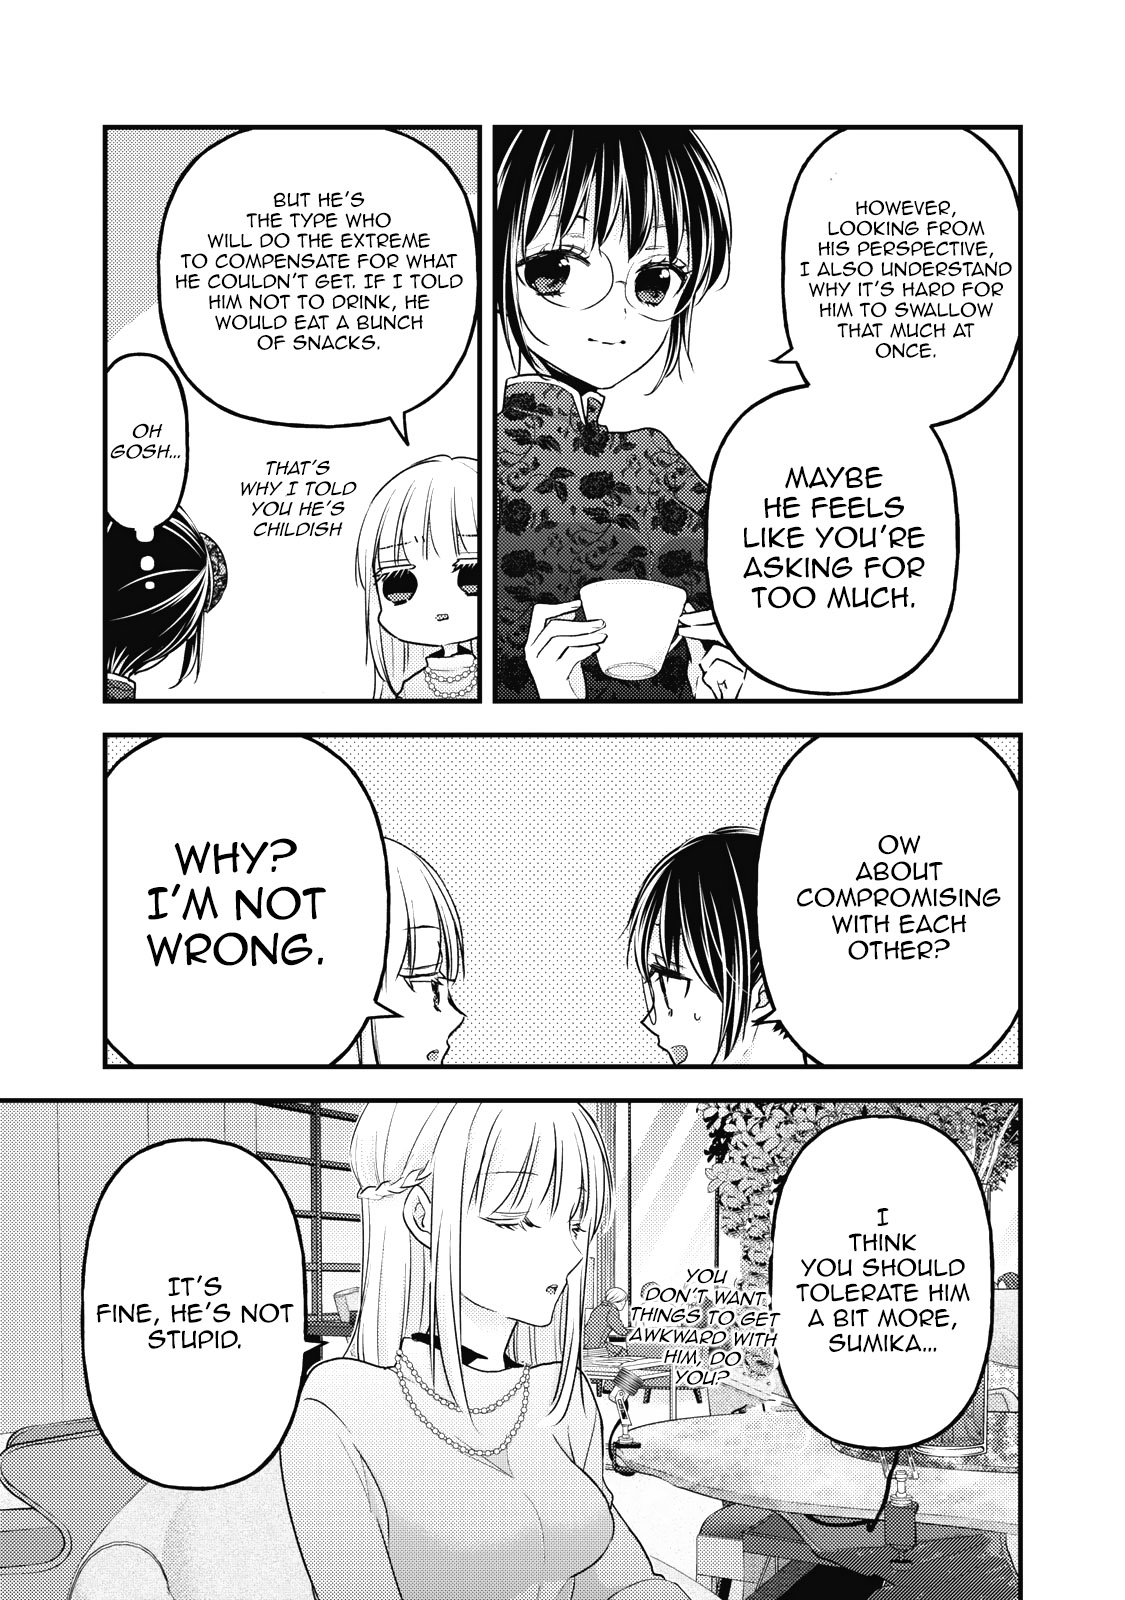 HOWEVER,
LOOKING FROM
HIS PERSPECTIVE,
I ALSO UNDERSTAND
WHY IT'S HARD FOR
HIM TO SWALLOW
THAT MUCH AT
ONCE.
MAYBE
HE FEELS
LIKE YOU'RE
ASKING FOR
TOO MUCH.
BUT HE'S
THE TYPE WHO
WILL DO THE EXTREME
TO COMPENSATE FOR WHAT
HE COULDN'T GET. IF I TOLD
HIM NOT TO DRINK, HE
WOULD EAT A BUNCH
OF SNACKS.
THAT'S
WHY I TOLD
YOU HE'S
CHILDISH
OH
GOSH...
OW
ABOUT
COMPROMISING
WITH EACH
OTHER?
WHY?
I'M NOT
WRONG.
I
THINK
YOU SHOULD
TOLERATE HIM
A BIT MORE,
SUMIKA...
YOU
DON'T WANT
THINGS TO GET
AWKWARD WITH
HIM, DO
YOU?
IT'S
FINE, HE'S NOT
STUPID.